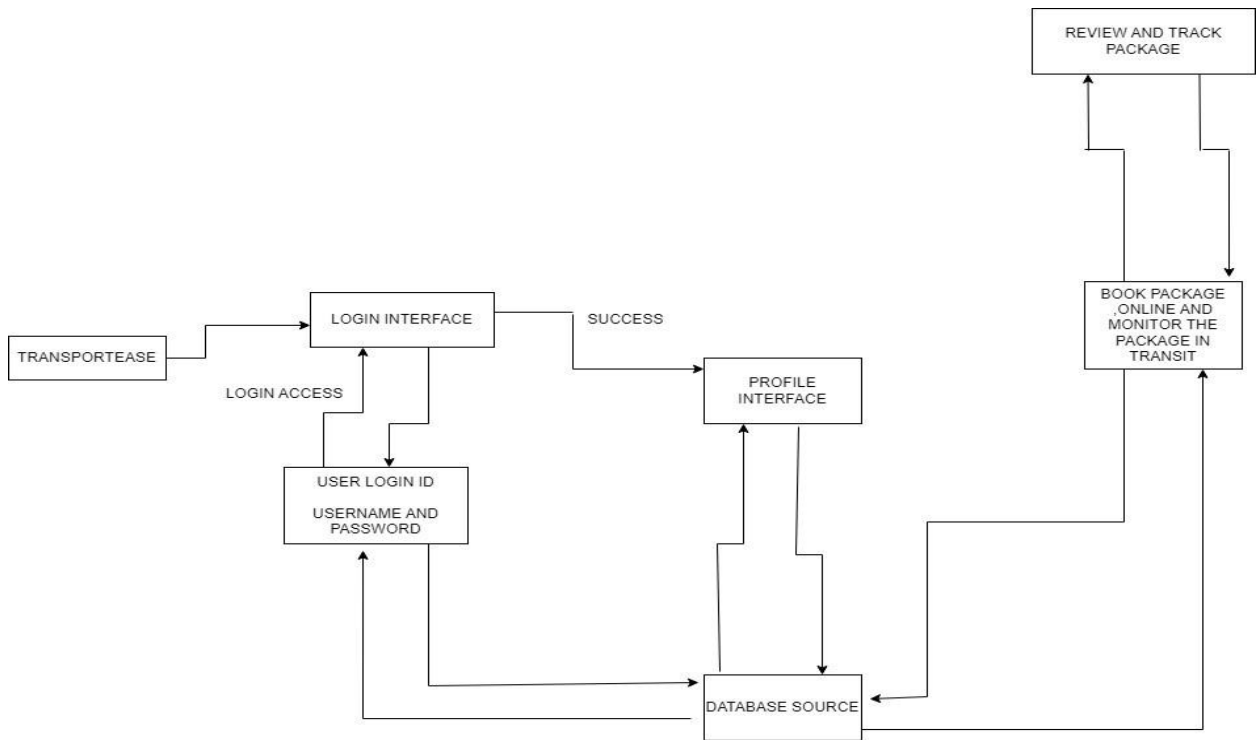 REVIEW AND TRACK
PACKAGE
BOOK PACKAGE
,ONLINE AND
MONITOR THE
PACKAGE IN
TRANSIT
LOGIN INTERFACE
SUCCESS
TRANSPORTEASE
LOGIN ACCESS
PROFILE
INTERFACE
USER LOGIN ID
USERNAME AND
PASSWORD
DATABASE SOURCE